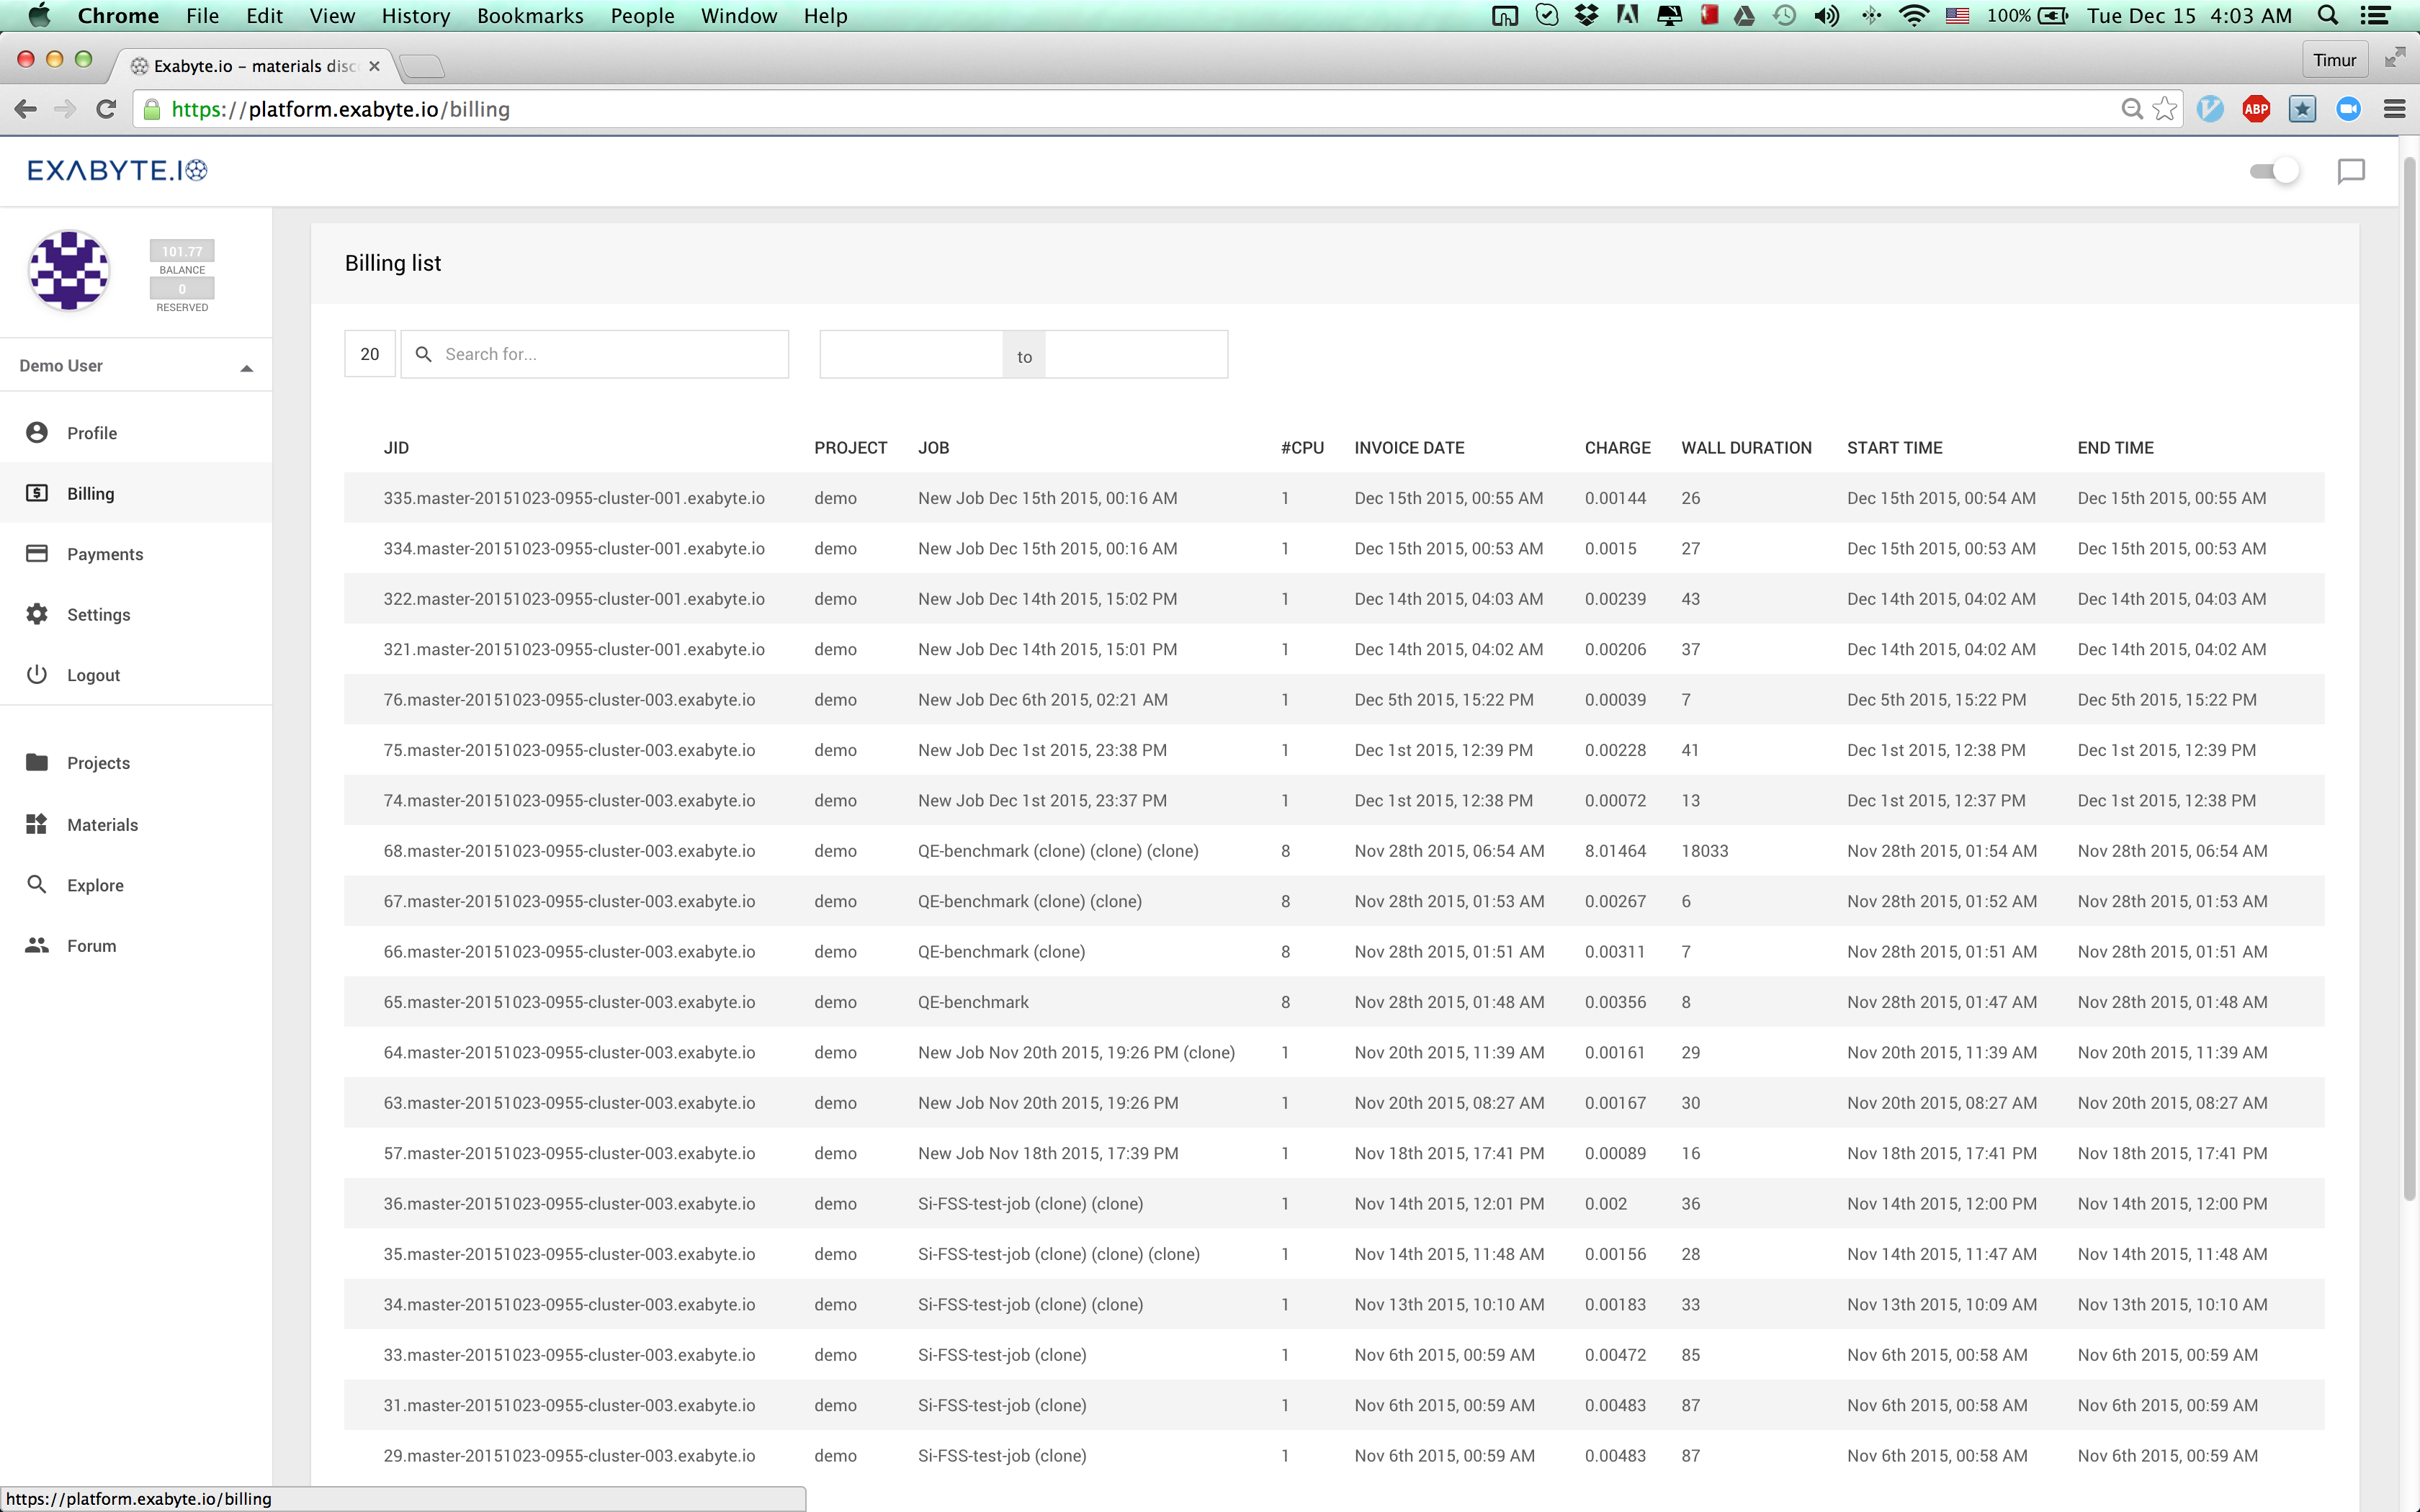 Chrome File Edit View History Bookmarks People Window Help 100% Tue Dec 15 4:03 AM
Exabyte.io – materials disc Timur
https://platform.exabyte.io/billing ABP
EXABYTE.IO
101.77
BALANCE
0
RESERVED
Demo User
Profile
Billing
Payments
Settings
Logout
Projects
Materials
Explore
Forum
Billing list
20 Search for... to
JID PROJECT JOB #CPU INVOICE DATE CHARGE WALL DURATION START TIME END TIME
335.master-20151023-0955-cluster-001.exabyte.io demo New Job Dec 15th 2015, 00:16 AM 1 Dec 15th 2015, 00:55 AM 0.00144 26 Dec 15th 2015, 00:54 AM Dec 15th 2015, 00:55 AM
334.master-20151023-0955-cluster-001.exabyte.io demo New Job Dec 15th 2015, 00:16 AM 1 Dec 15th 2015, 00:53 AM 0.0015 27 Dec 15th 2015, 00:53 AM Dec 15th 2015, 00:53 AM
322.master-20151023-0955-cluster-001.exabyte.io demo New Job Dec 14th 2015, 15:02 PM 1 Dec 14th 2015, 04:03 AM 0.00239 43 Dec 14th 2015, 04:02 AM Dec 14th 2015, 04:03 AM
321.master-20151023-0955-cluster-001.exabyte.io demo New Job Dec 14th 2015, 15:01 PM 1 Dec 14th 2015, 04:02 AM 0.00206 37 Dec 14th 2015, 04:02 AM Dec 14th 2015, 04:02 AM
76.master-20151023-0955-cluster-003.exabyte.io demo New Job Dec 6th 2015, 02:21 AM 1 Dec 5th 2015, 15:22 PM 0.00039 7 Dec 5th 2015, 15:22 PM Dec 5th 2015, 15:22 PM
75.master-20151023-0955-cluster-003.exabyte.io demo New Job Dec 1st 2015, 23:38 PM 1 Dec 1st 2015, 12:39 PM 0.00228 41 Dec 1st 2015, 12:38 PM Dec 1st 2015, 12:39 PM
74.master-20151023-0955-cluster-003.exabyte.io demo New Job Dec 1st 2015, 23:37 PM 1 Dec 1st 2015, 12:38 PM 0.00072 13 Dec 1st 2015, 12:37 PM Dec 1st 2015, 12:38 PM
68.master-20151023-0955-cluster-003.exabyte.io demo QE-benchmark (clone) (clone) (clone) 8 Nov 28th 2015, 06:54 AM 8.01464 18033 Nov 28th 2015, 01:54 AM Nov 28th 2015, 06:54 AM
67.master-20151023-0955-cluster-003.exabyte.io demo QE-benchmark (clone) (clone) 8 Nov 28th 2015, 01:53 AM 0.00267 6 Nov 28th 2015, 01:52 AM Nov 28th 2015, 01:53 AM
66.master-20151023-0955-cluster-003.exabyte.io demo QE-benchmark (clone) 8 Nov 28th 2015, 01:51 AM 0.00311 7 Nov 28th 2015, 01:51 AM Nov 28th 2015, 01:51 AM
65.master-20151023-0955-cluster-003.exabyte.io demo QE-benchmark 8 Nov 28th 2015, 01:48 AM 0.00356 8 Nov 28th 2015, 01:47 AM Nov 28th 2015, 01:48 AM
64.master-20151023-0955-cluster-003.exabyte.io demo New Job Nov 20th 2015, 19:26 PM (clone) 1 Nov 20th 2015, 11:39 AM 0.00161 29 Nov 20th 2015, 11:39 AM Nov 20th 2015, 11:39 AM
63.master-20151023-0955-cluster-003.exabyte.io demo New Job Nov 20th 2015, 19:26 PM 1 Nov 20th 2015, 08:27 AM 0.00167 30 Nov 20th 2015, 08:27 AM Nov 20th 2015, 08:27 AM
57.master-20151023-0955-cluster-003.exabyte.io demo New Job Nov 18th 2015, 17:39 PM 1 Nov 18th 2015, 17:41 PM 0.00089 16 Nov 18th 2015, 17:41 PM Nov 18th 2015, 17:41 PM
36.master-20151023-0955-cluster-003.exabyte.io demo Si-FSS-test-job (clone) (clone) 1 Nov 14th 2015, 12:01 PM 0.002 36 Nov 14th 2015, 12:00 PM Nov 14th 2015, 12:00 PM
35.master-20151023-0955-cluster-003.exabyte.io demo Si-FSS-test-job (clone) (clone) (clone) 1 Nov 14th 2015, 11:48 AM 0.00156 28 Nov 14th 2015, 11:47 AM Nov 14th 2015, 11:48 AM
34.master-20151023-0955-cluster-003.exabyte.io demo Si-FSS-test-job (clone) (clone) 1 Nov 13th 2015, 10:10 AM 0.00183 33 Nov 13th 2015, 10:09 AM Nov 13th 2015, 10:10 AM
33.master-20151023-0955-cluster-003.exabyte.io demo Si-FSS-test-job (clone) 1 Nov 6th 2015, 00:59 AM 0.00472 85 Nov 6th 2015, 00:58 AM Nov 6th 2015, 00:59 AM
31.master-20151023-0955-cluster-003.exabyte.io demo Si-FSS-test-job (clone) 1 Nov 6th 2015, 00:59 AM 0.00483 87 Nov 6th 2015, 00:58 AM Nov 6th 2015, 00:59 AM
29.master-20151023-0955-cluster-003.exabyte.io demo Si-FSS-test-job (clone) 1 Nov 6th 2015, 00:59 AM 0.00483 87 Nov 6th 2015, 00:58 AM Nov 6th 2015, 00:59 AM
https://platform.exabyte.io/billing